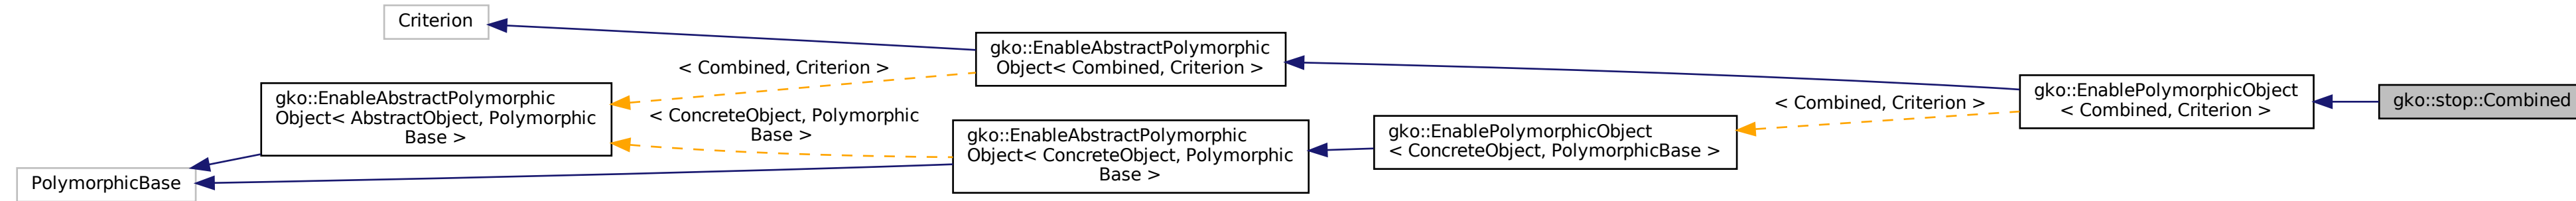 Criterion
gko::EnableAbstractPolymorphic
Object< Combined, Criterion >
< Combined, Criterion >
gko::EnableAbstractPolymorphic
Object< AbstractObject, Polymorphic
Base >
< ConcreteObject, Polymorphic
Base >
PolymorphicBase
gko::EnableAbstractPolymorphic
Object< ConcreteObject, Polymorphic
Base >
gko::EnablePolymorphicObject
< ConcreteObject, PolymorphicBase >
< Combined, Criterion >
gko::EnablePolymorphicObject
< Combined, Criterion >
gko::stop::Combined